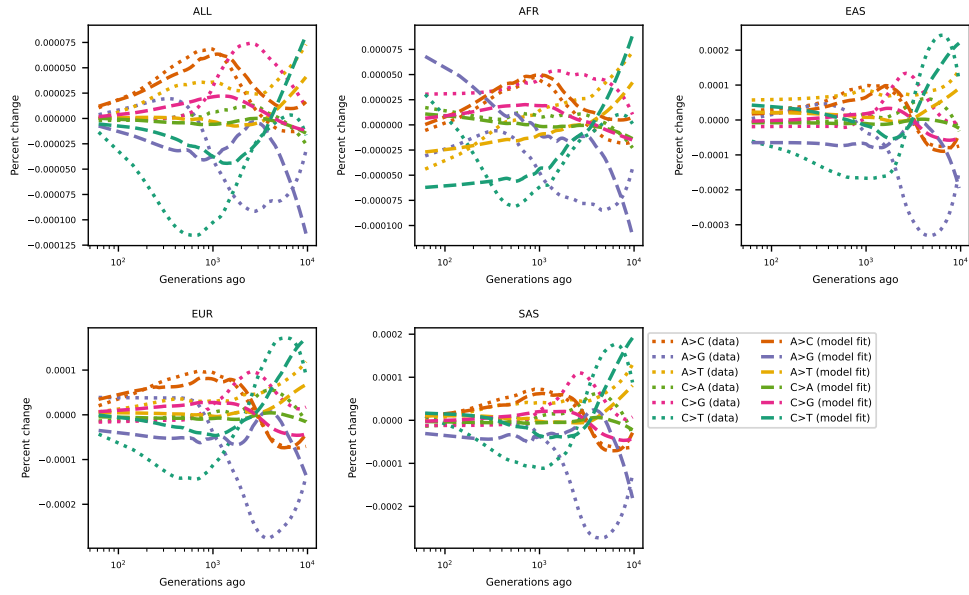 ALL
0.000075
0.000050
0.000025
0.000000
−0.000025
−0.000050
−0.000075
−0.000100
−0.000125
Percent change
10²
10³
10⁴
Generations ago
AFR
0.000075
0.000050
0.000025
0.000000
−0.000025
−0.000050
−0.000075
−0.000100
Percent change
10²
10³
10⁴
Generations ago
EAS
0.0002
0.0001
0.0000
−0.0001
−0.0002
−0.0003
Percent change
10²
10³
10⁴
Generations ago
EUR
0.0001
0.0000
−0.0001
−0.0002
Percent change
10²
10³
10⁴
Generations ago
SAS
0.0002
0.0001
0.0000
−0.0001
−0.0002
Percent change
10²
10³
10⁴
Generations ago
A>C (data)
A>G (data)
A>T (data)
C>A (data)
C>G (data)
C>T (data)
A>C (model fit)
A>G (model fit)
A>T (model fit)
C>A (model fit)
C>G (model fit)
C>T (model fit)